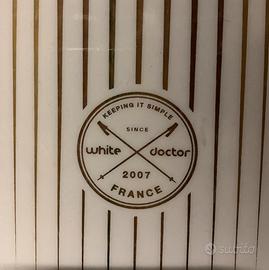 KEEPING IT SIMPLE
SINCE
white doctor
2007
FRANCE
subito